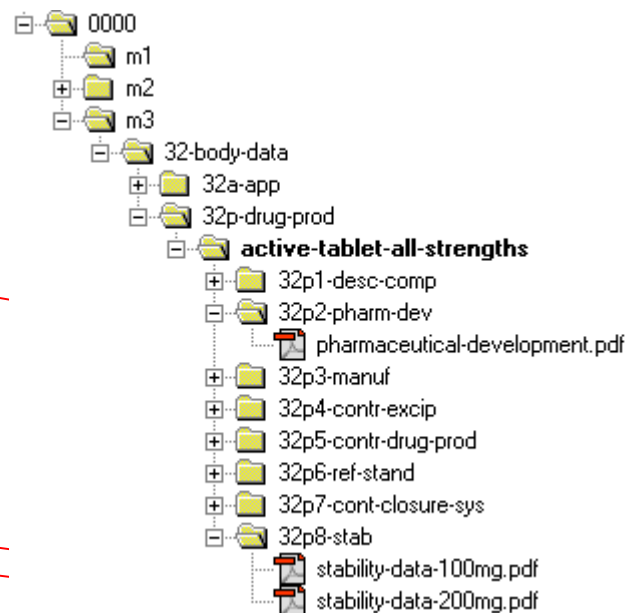 0000
m1
m2
m3
32-body-data
32a-app
32p-drug-prod
active-tablet-all-strengths
32p1-desc-comp
32p2-pharm-dev
pharmaceutical-development.pdf
32p3-manuf
32p4-contr-excip
32p5-contr-drug-prod
32p6-ref-stand
32p7-cont-closure-sys
32p8-stab
stability-data-100mg.pdf
stability-data-200mg.pdf